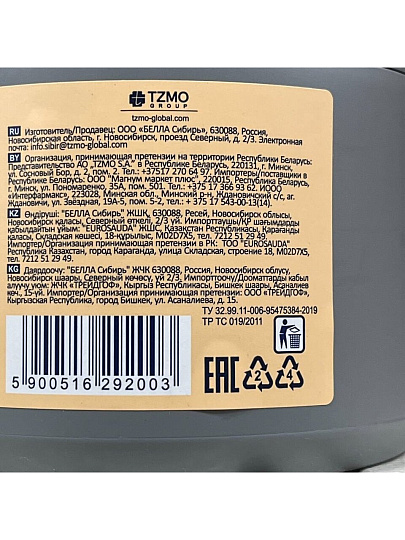 TZMO
GROUP
tzmo-global.com
RU Изготовитель/Продавец: ООО «БЕЛЛА Сибирь», 630088, Россия,
Новосибирская область, г. Новосибирск, проезд Северный, д. 2/3. Электронная
почта info.sibir@tzmo-global.com
BY Организация, принимающая претензии на территории Республики Беларусь:
Представительство АО „TZMO S.A.” в Республике Беларусь, 220131, г. Минск,
ул. Сосновый Бор, д. 2, пом. 2. Тел.: +37517 270 64 97. Импортеры/поставщики в
Республику Беларусь: ООО "Магнум маркет плюс", 220015, Республика Беларусь,
г. Минск, ул. Пономаренко, 35А, пом. 501. Тел.: + 375 17 366 93 62. ИООО
«Интерфармакс», 223028, Минская обл., Минский р-н, Ждановичский с/с, аг.
Ждановичи, ул. Звёздная, 19А-5, пом. 5-2, тел. + 375 17 543-00-13(14).
KZ Өндіруші: "БЕЛЛА Сибирь" ЖШҚ, 630088, Ресей, Новосибирск облысы,
Новосибирск қаласы, Северный өткелі, 2/3 үй. Импорттаушы/Қр шағымдарды
қабылдайтын ұйым: "EUROSAUDA" ЖШС, Қазақстан Республикасы, Караганды
қаласы, Складская көшесі, 18-құрылыс, M02D7X5, тел. 7212 51 29 49.
Импортер/Организация принимающая претензии в РК: ТОО "EUROSAUDA"
Республика Казахстан, город Караганда, улица Складская, строение 18, M02D7X5,
тел. 7212 51 29 49.
KG Даярдоочу: "БЕЛЛА Сибирь" ЖЧК 630088, Россия, Новосибирск облусу,
Новосибирск шаары, Северный көчкөсү, үй 2/3/ Импорттоочу/Дооматтарды кабыл
алуучу уюм: ЖЧК «ТРЕЙДГОФ», Кыргыз Республикасы, Бишкек шаары, Асаналиев
көч., 15-үй. Импортер/Организация принимающая претензии: ОСОО «ТРЕЙДГОФ»,
Кыргызская Республика, город Бишкек, ул. Асаналиева, д. 15.
ТУ 32.99.11-006-95475384-2019
ТР ТС 019/2011
5 900516 292003
EAC
2
4